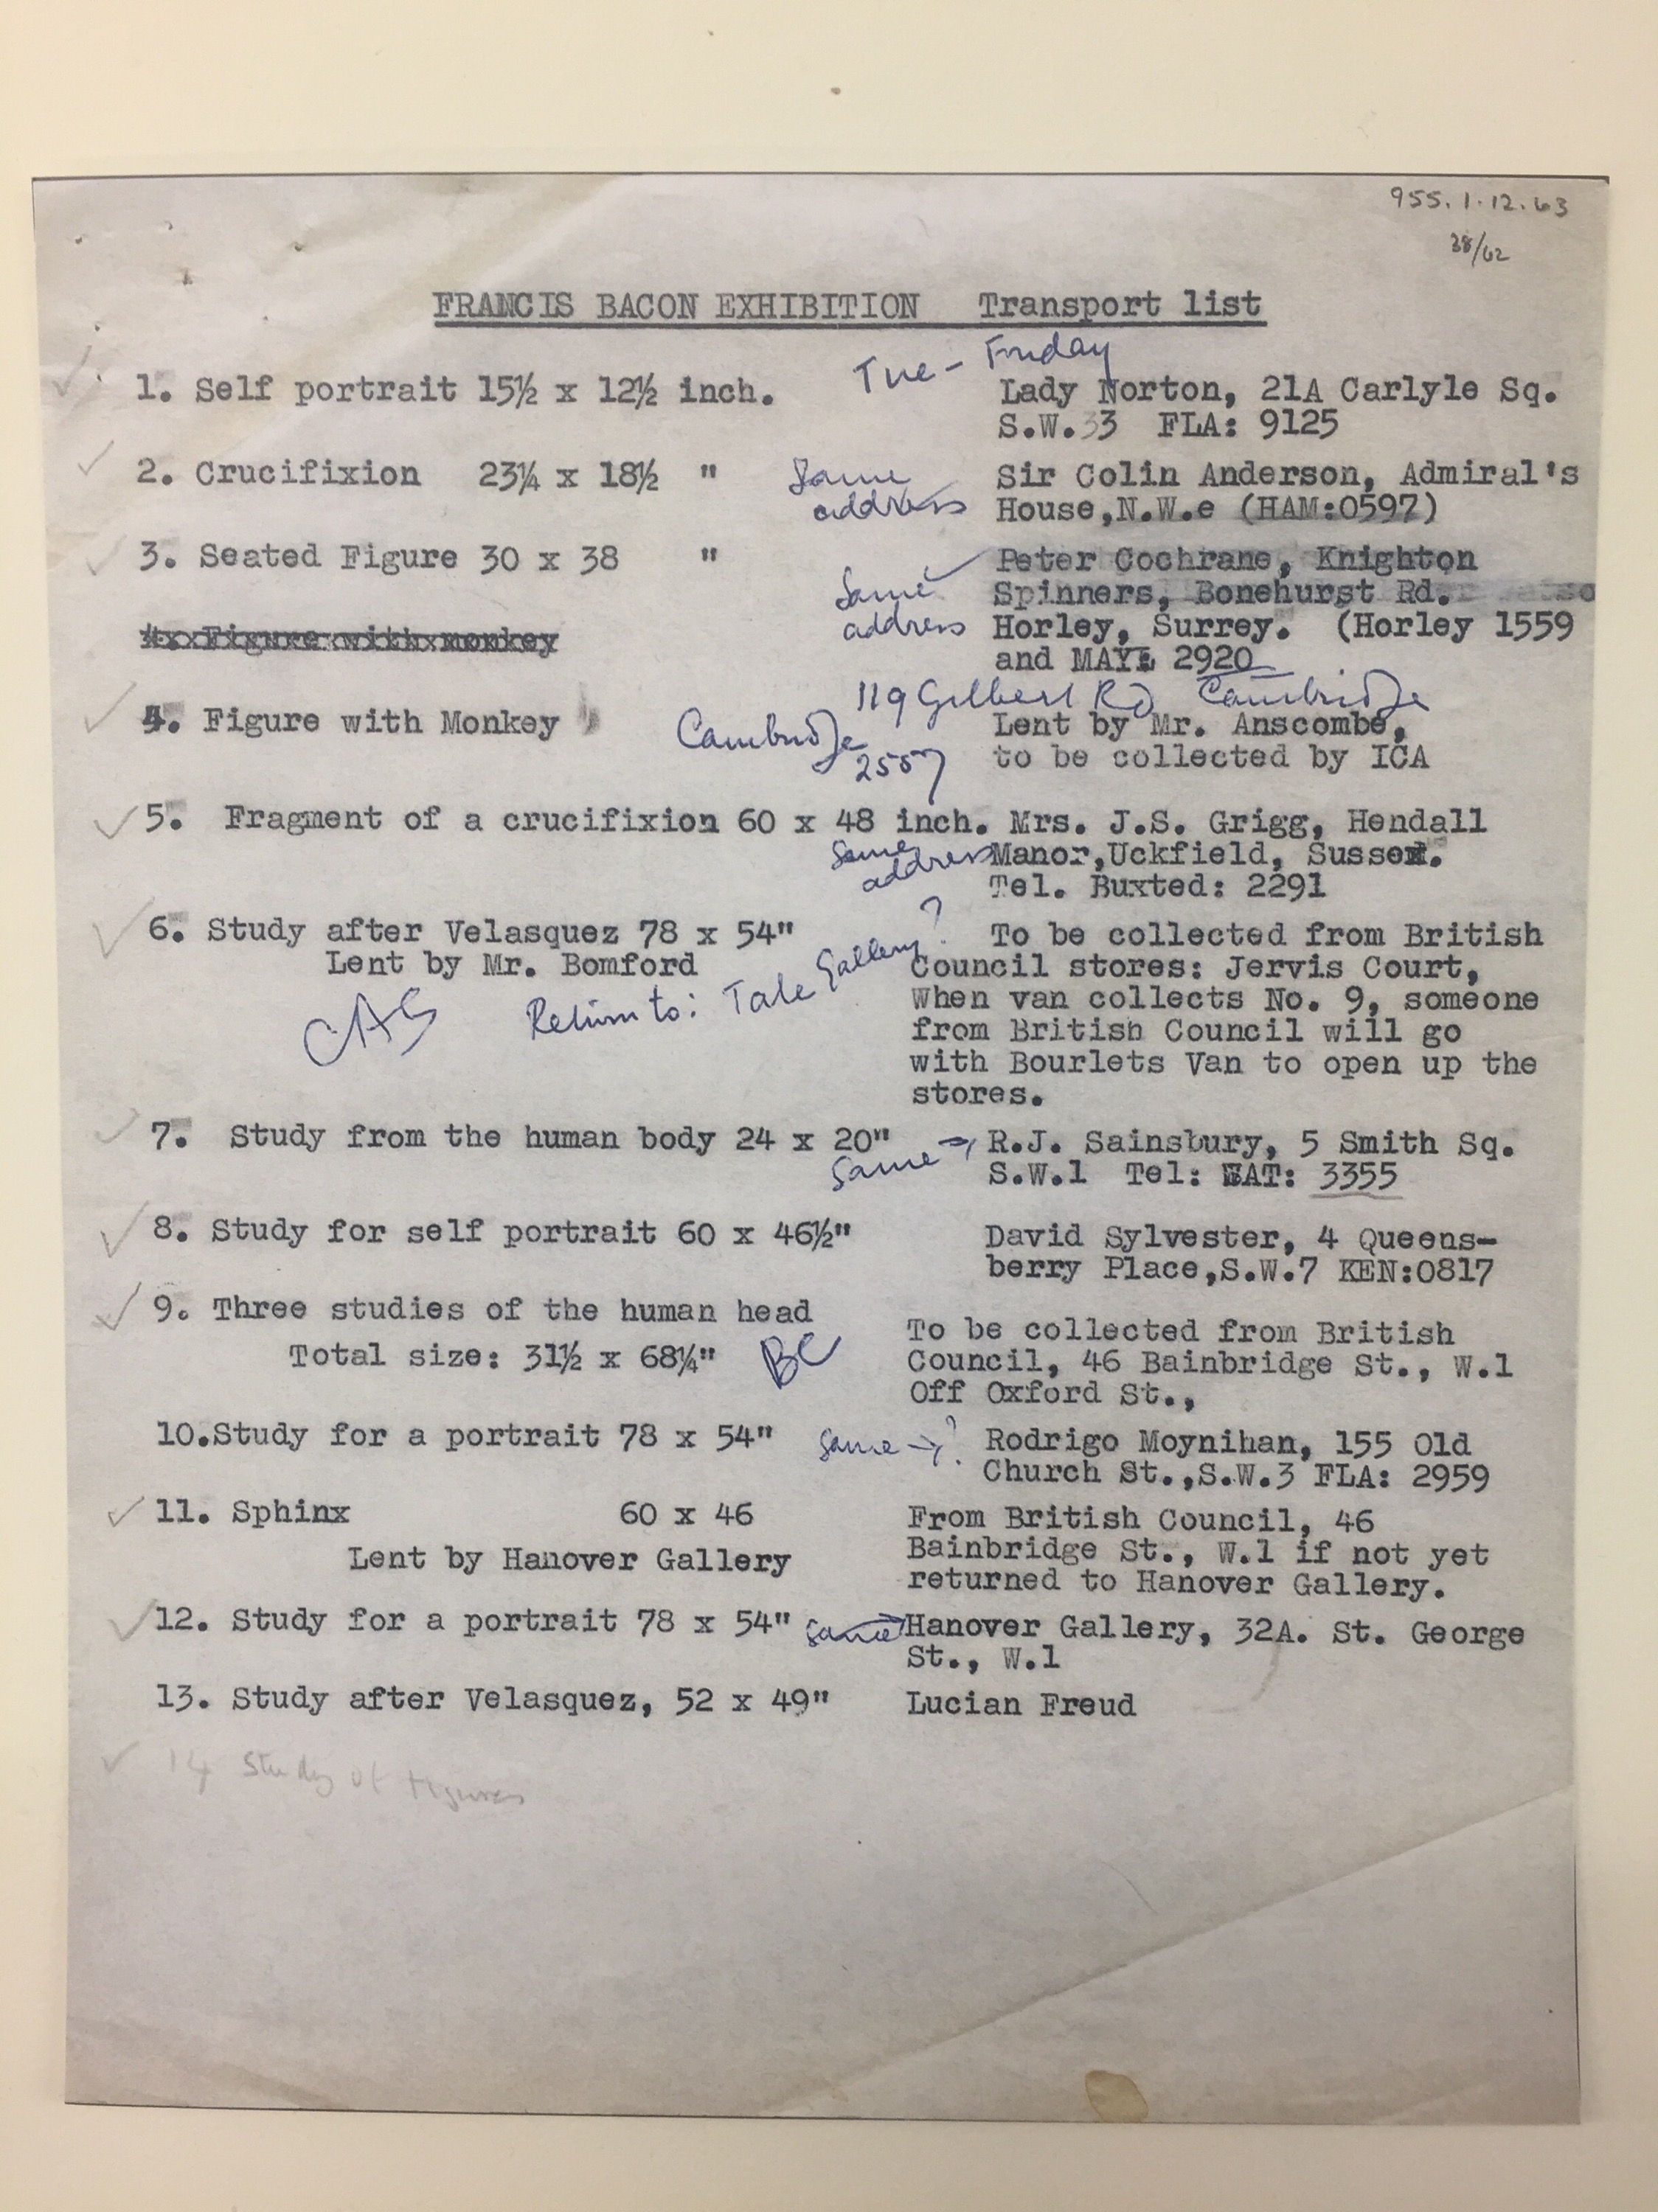 955.1.12.63
38/62
FRANCIS BACON EXHIBITION Transport list
Tue - Friday
1. Self portrait 15½ x 12½ inch. Lady Norton, 21A Carlyle Sq.
S.W.33 FLA: 9125
2. Crucifixion 23¼ x 18½ " Same Sir Colin Anderson, Admiral's
address House,N.W.e (HAM:0597)
3. Seated Figure 30 x 38 " Peter Cochrane, Knighton
Same Spinners, Bonehurst Rd.
4. Figure with monkey address Horley, Surrey. (Horley 1559
and MAY: 2920
119 Gilbert Rd Cambridge
4. Figure with Monkey Cambridge Lent by Mr. Anscombe,
2557 to be collected by ICA
5. Fragment of a crucifixion 60 x 48 inch. Mrs. J.S. Grigg, Hendall
Same address Manor,Uckfield, Sussex.
Tel. Buxted: 2291
6. Study after Velasquez 78 x 54" To be collected from British
Lent by Mr. Bomford Council stores: Jervis Court,
CAS Return to: Tate Gallery? When van collects No. 9, someone
from British Council will go
with Bourlets Van to open up the
stores.
7. Study from the human body 24 x 20" Same → R.J. Sainsbury, 5 Smith Sq.
S.W.1 Tel: WAT: 3355
8. Study for self portrait 60 x 46½" David Sylvester, 4 Queens-
berry Place,S.W.7 KEN:0817
9. Three studies of the human head To be collected from British
Total size: 31½ x 68¼" BC Council, 46 Bainbridge St., W.1
Off Oxford St.,
10.Study for a portrait 78 x 54" Same →? Rodrigo Moynihan, 155 Old
Church St.,S.W.3 FLA: 2959
11. Sphinx 60 x 46 From British Council, 46
Lent by Hanover Gallery Bainbridge St., W.1 if not yet
returned to Hanover Gallery.
12. Study for a portrait 78 x 54" Same → Hanover Gallery, 32A. St. George
St., W.1
13. Study after Velasquez, 52 x 49" Lucian Freud
14 Study of figures